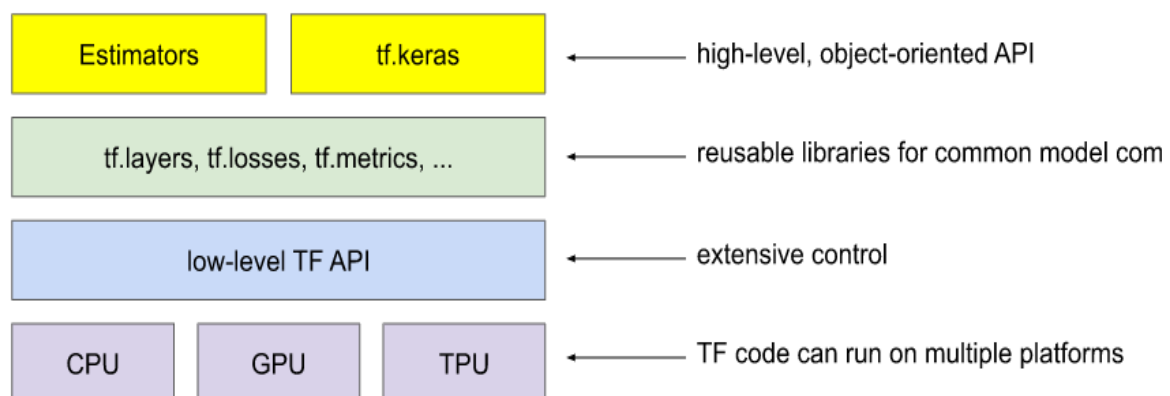 Estimators
tf.keras
high-level, object-oriented API
tf.layers, tf.losses, tf.metrics, ...
reusable libraries for common model com
low-level TF API
extensive control
CPU
GPU
TPU
TF code can run on multiple platforms